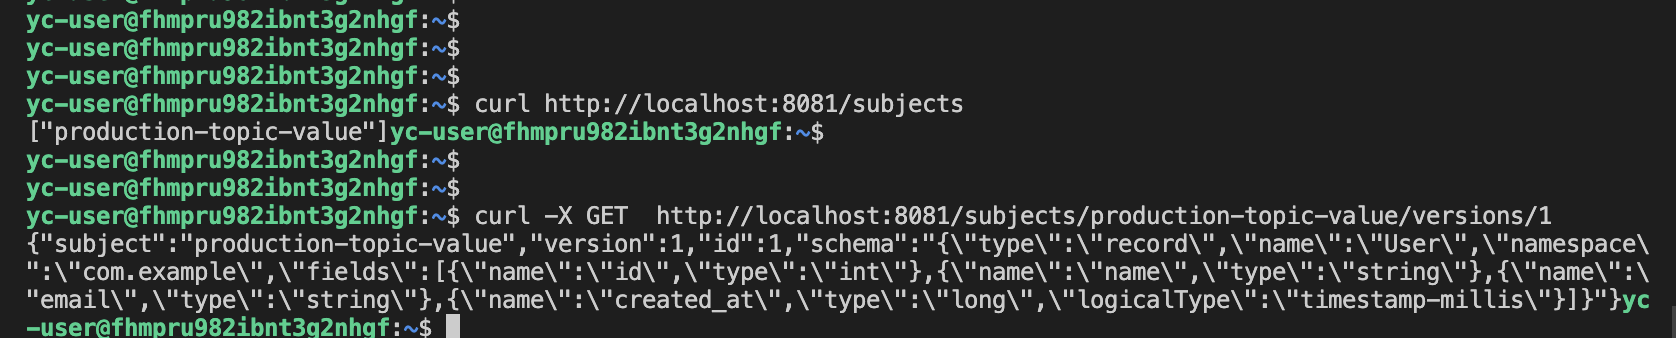 yc-user@fhmpru982ibnt3g2nhgf:~$
yc-user@fhmpru982ibnt3g2nhgf:~$
yc-user@fhmpru982ibnt3g2nhgf:~$
yc-user@fhmpru982ibnt3g2nhgf:~$ curl http://localhost:8081/subjects
["production-topic-value"]yc-user@fhmpru982ibnt3g2nhgf:~$
yc-user@fhmpru982ibnt3g2nhgf:~$
yc-user@fhmpru982ibnt3g2nhgf:~$
yc-user@fhmpru982ibnt3g2nhgf:~$ curl -X GET  http://localhost:8081/subjects/production-topic-value/versions/1
{"subject":"production-topic-value","version":1,"id":1,"schema":"{\"type\":\"record\",\"name\":\"User\",\"namespace\
":\"com.example\",\"fields\":[{\"name\":\"id\",\"type\":\"int\"},{\"name\":\"name\",\"type\":\"string\"},{\"name\":\
"email\",\"type\":\"string\"},{\"name\":\"created_at\",\"type\":\"long\",\"logicalType\":\"timestamp-millis\"}]}"}yc
-user@fhmpru982ibnt3g2nhgf:~$